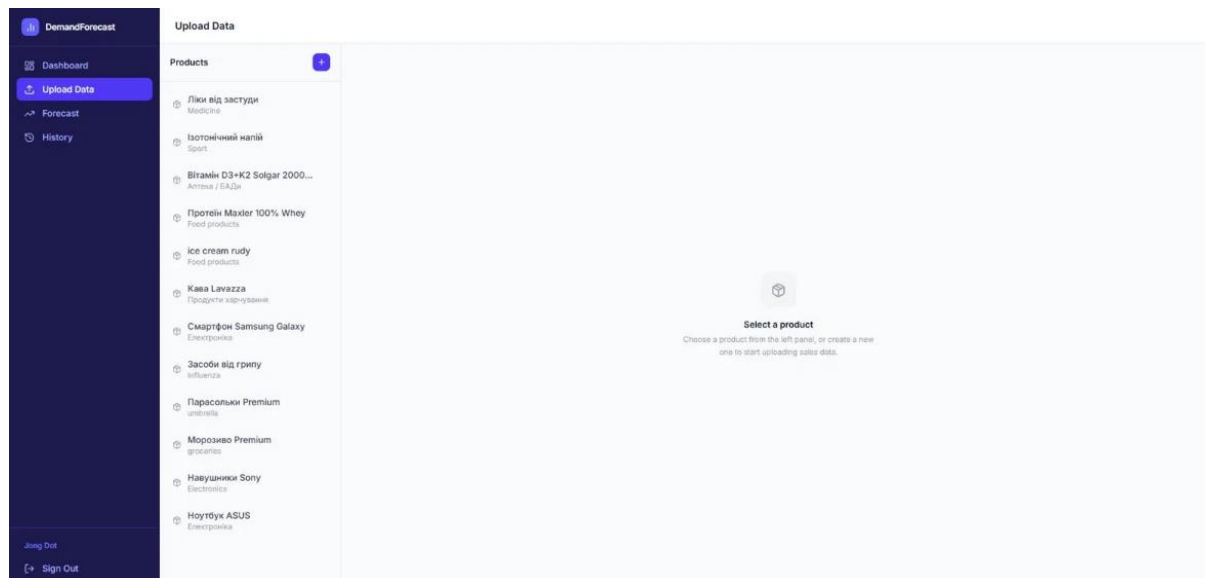 DemandForecast
Dashboard
Upload Data
Forecast
History
Jong Dot
Sign Out
Upload Data
Products
+
Ліки від застуди
Medicine
Ізотонічний напій
Sport
Вітамін D3+K2 Solgar 2000...
Аптека / БАДи
Протеїн Maxler 100% Whey
Food products
ice cream rudy
Food products
Кава Lavazza
Продукти харчування
Смартфон Samsung Galaxy
Електроніка
Засоби від грипу
Influenza
Парасольки Premium
umbrella
Морозиво Premium
groceries
Навушники Sony
Electronics
Ноутбук ASUS
Електроніка
Select a product
Choose a product from the left panel, or create a new
one to start uploading sales data.